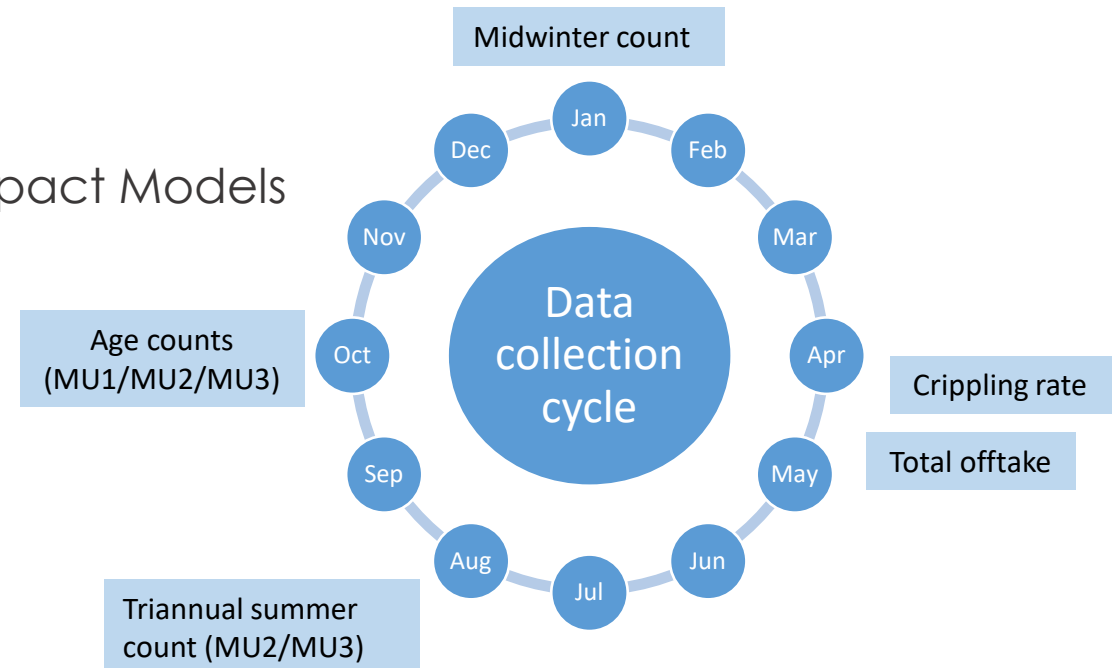 Midwinter count
pact Models
Jan
Feb
Mar
Apr
May
Jun
Jul
Aug
Sep
Oct
Nov
Dec
Data
collection
cycle
Crippling rate
Total offtake
Triannual summer
count (MU2/MU3)
Age counts
(MU1/MU2/MU3)